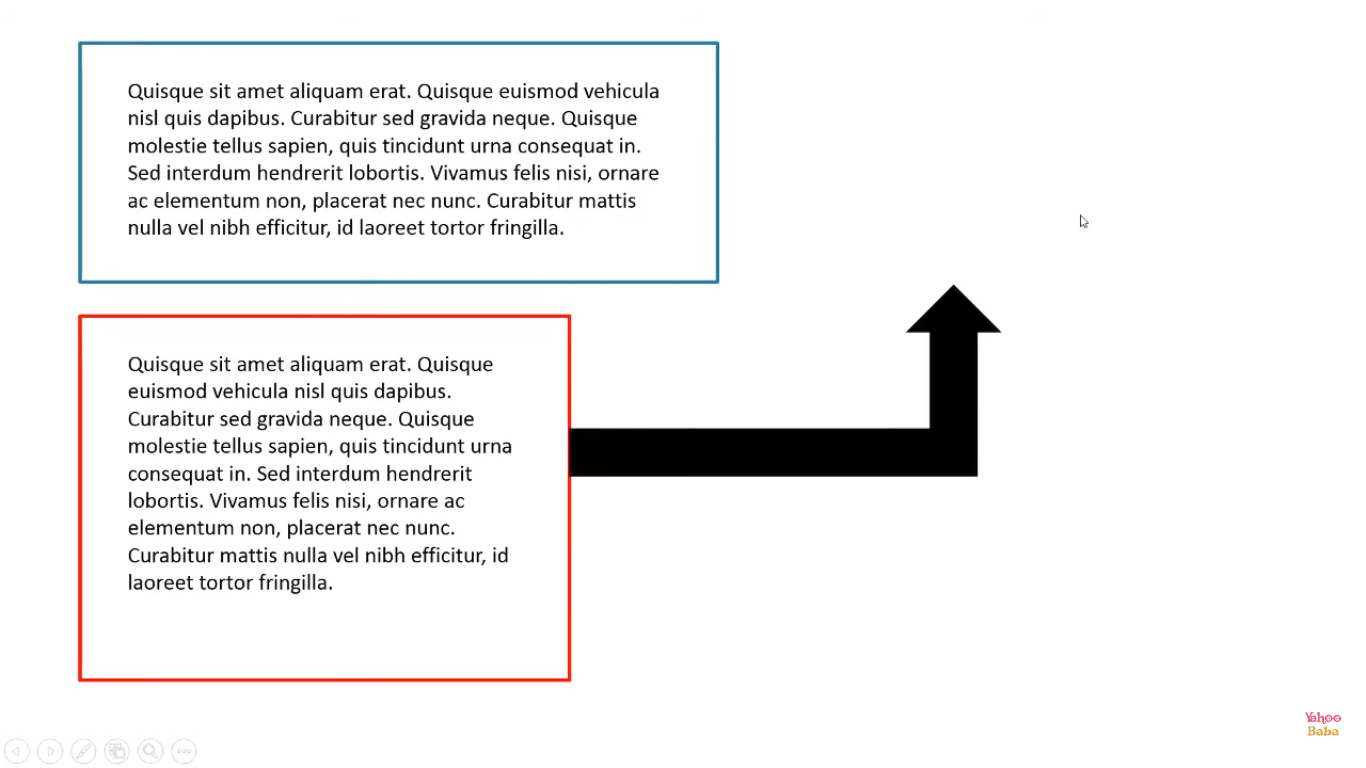 Quisque sit amet aliquam erat. Quisque euismod vehicula
nisl quis dapibus. Curabitur sed gravida neque. Quisque
molestie tellus sapien, quis tincidunt urna consequat in.
Sed interdum hendrerit lobortis. Vivamus felis nisi, ornare
ac elementum non, placerat nec nunc. Curabitur mattis
nulla vel nibh efficitur, id laoreet tortor fringilla.
Quisque sit amet aliquam erat. Quisque
euismod vehicula nisl quis dapibus.
Curabitur sed gravida neque. Quisque
molestie tellus sapien, quis tincidunt urna
consequat in. Sed interdum hendrerit
lobortis. Vivamus felis nisi, ornare ac
elementum non, placerat nec nunc.
Curabitur mattis nulla vel nibh efficitur, id
laoreet tortor fringilla.
Yahoo
Baba